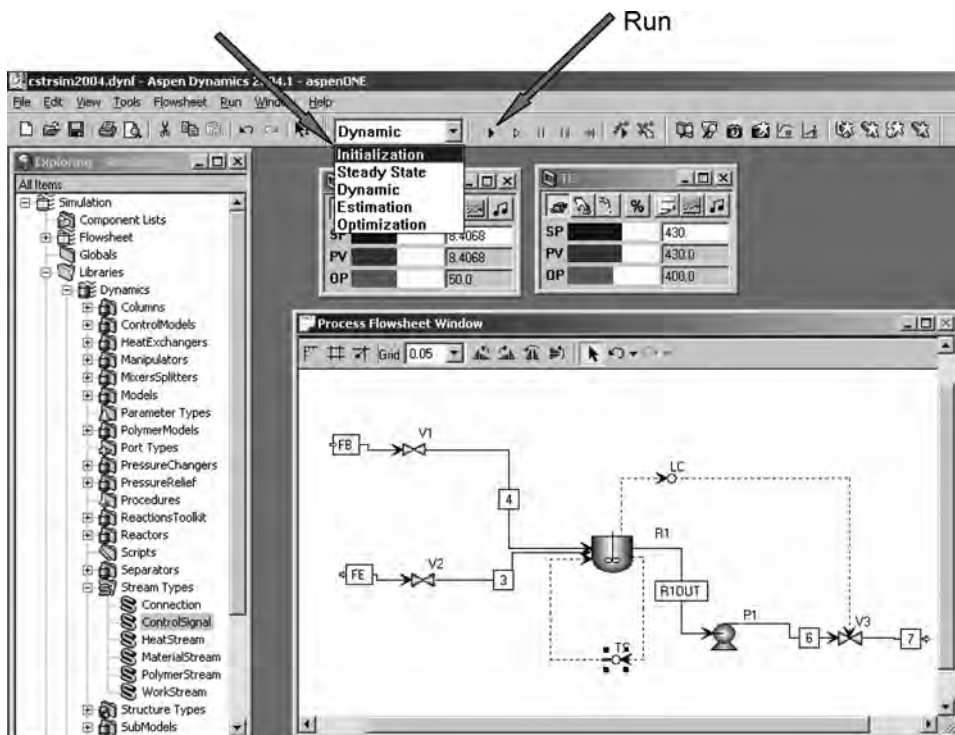 Run
cstrsim2004.dynf - Aspen Dynamics 2004.1 - aspenONE
File Edit View Tools Flowsheet Run Window Help
Dynamic
Initialization
Steady State
Dynamic
Estimation
Optimization
Exploring
All Items
Simulation
Component Lists
Flowsheet
Globals
Libraries
Dynamics
Columns
ControlModels
HeatExchangers
Manipulators
MixersSplitters
Models
Parameter Types
PolymerModels
Port Types
PressureChangers
PressureRelief
Procedures
ReactionsToolkit
Reactors
Scripts
Separators
Stream Types
Connection
ControlSignal
HeatStream
MaterialStream
PolymerStream
WorkStream
Structure Types
SubModels
SP 8.4068
PV 8.4068
OP 50.0
%
SP 430.
PV 430.0
OP 400.0
Process Flowsheet Window
Grid 0.05
FB
V1
4
LC
R1
FE
V2
3
R1OUT
P1
6
V3
7